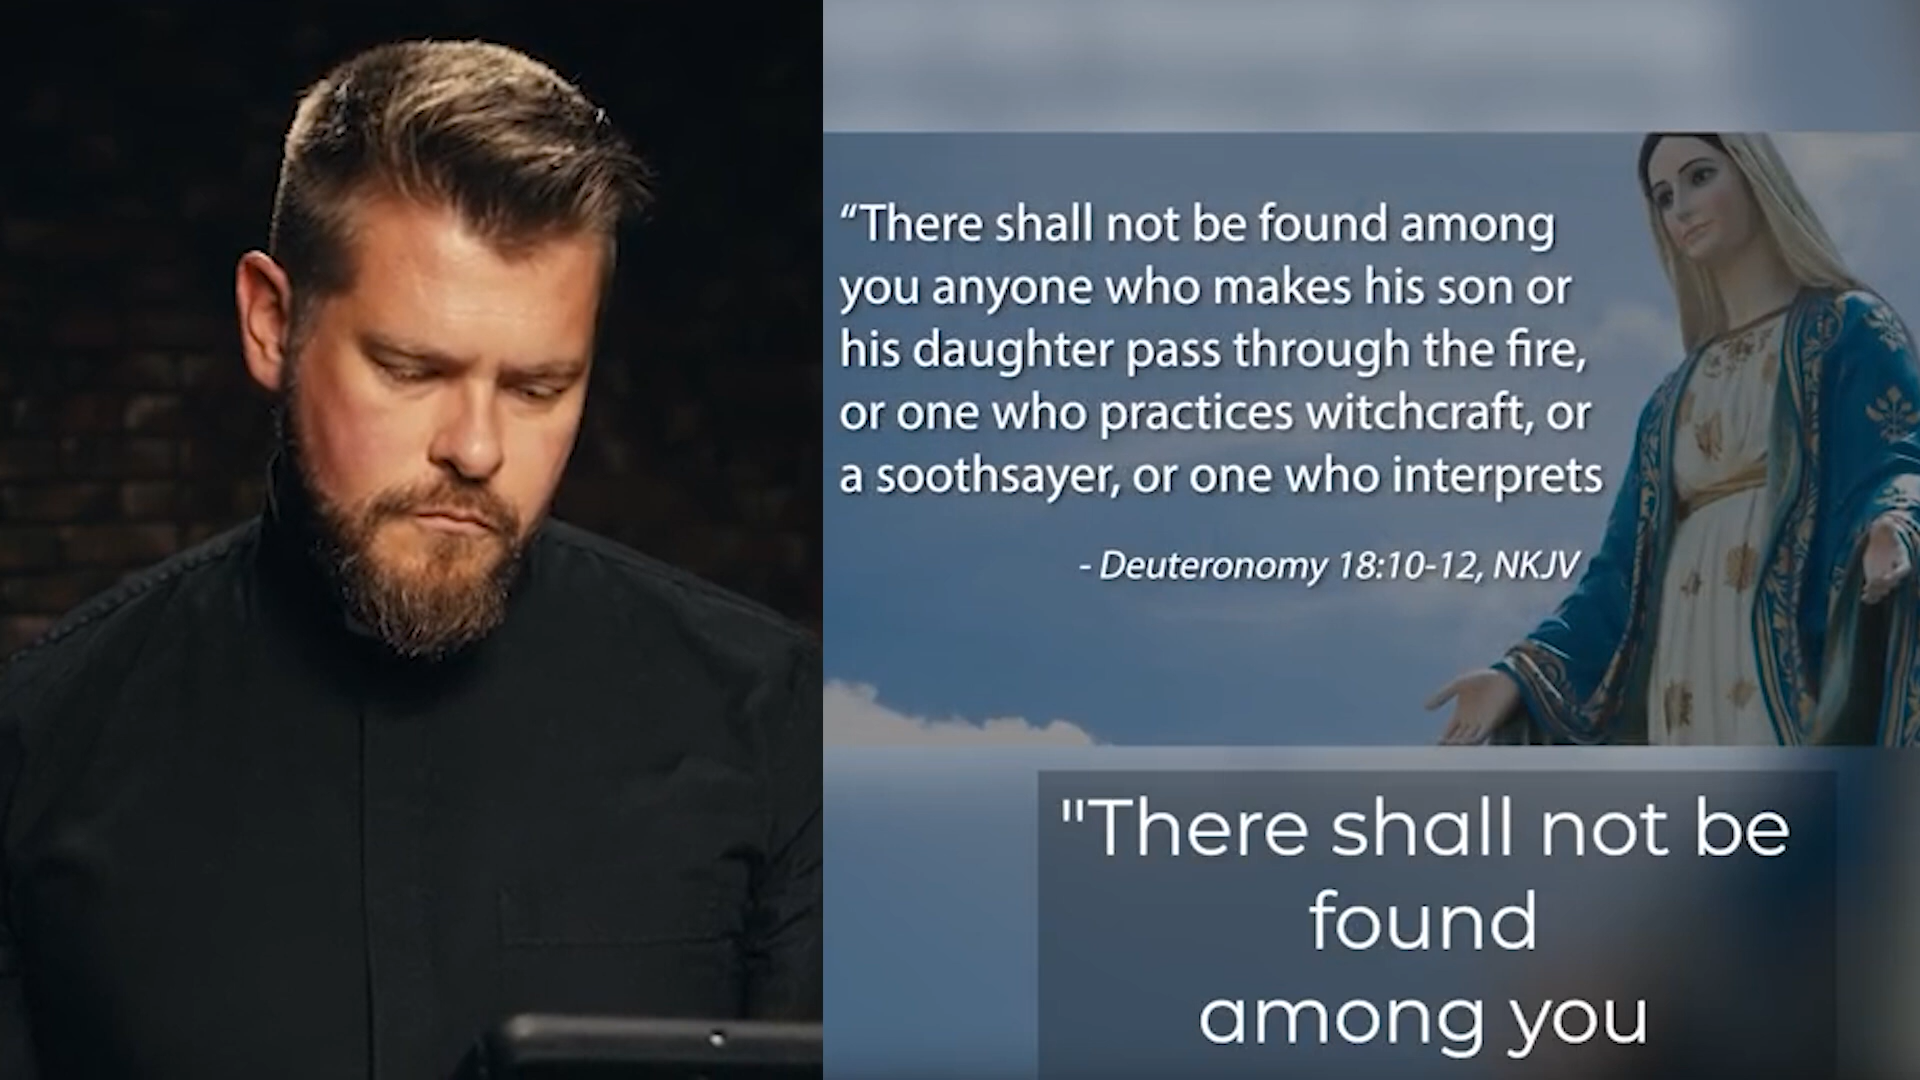 “There shall not be found among
you anyone who makes his son or
his daughter pass through the fire,
or one who practices witchcraft, or
a soothsayer, or one who interprets
- Deuteronomy 18:10-12, NKJV
"There shall not be
found
among you